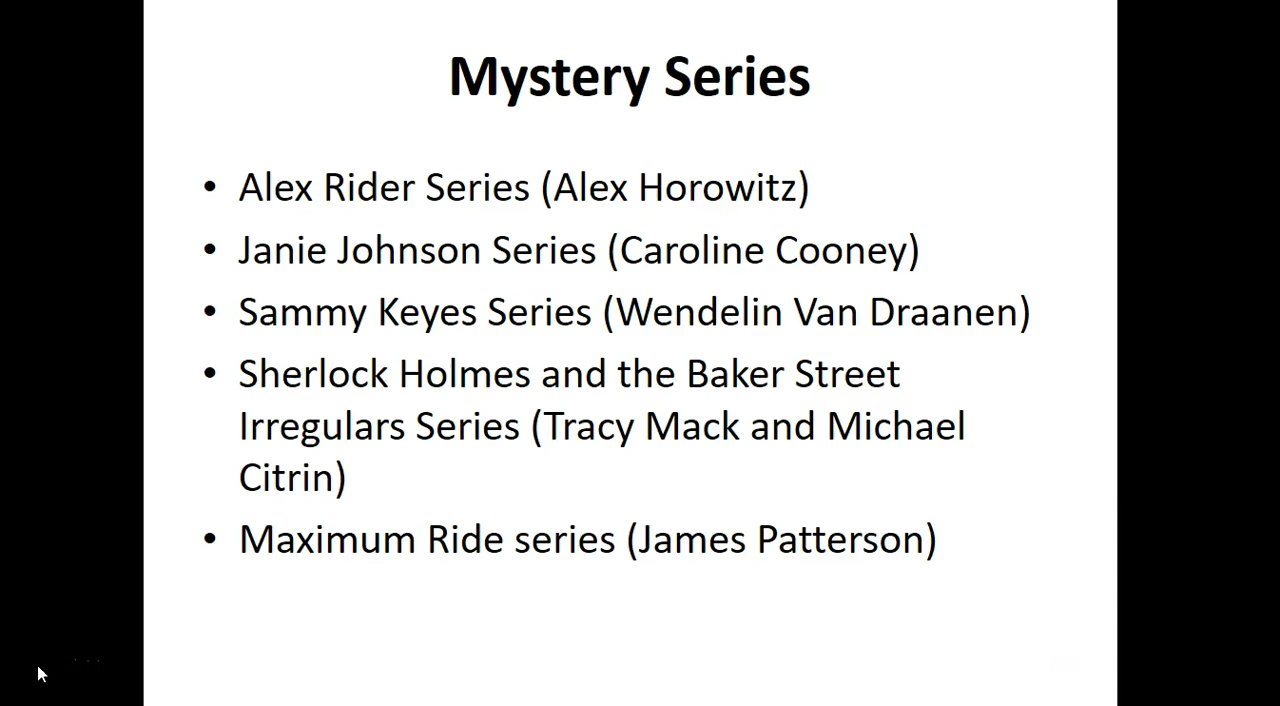 Mystery Series
• Alex Rider Series (Alex Horowitz)
• Janie Johnson Series (Caroline Cooney)
• Sammy Keyes Series (Wendelin Van Draanen)
• Sherlock Holmes and the Baker Street
Irregulars Series (Tracy Mack and Michael
Citrin)
• Maximum Ride series (James Patterson)